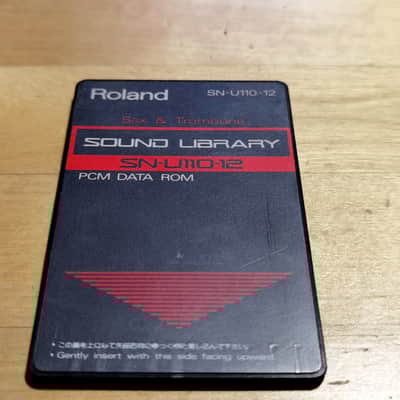 Roland SN-U110-12
Sax & Trombone
SOUND LIBRARY
SN-U110-12
PCM DATA ROM
• Gently insert with this side facing upward.